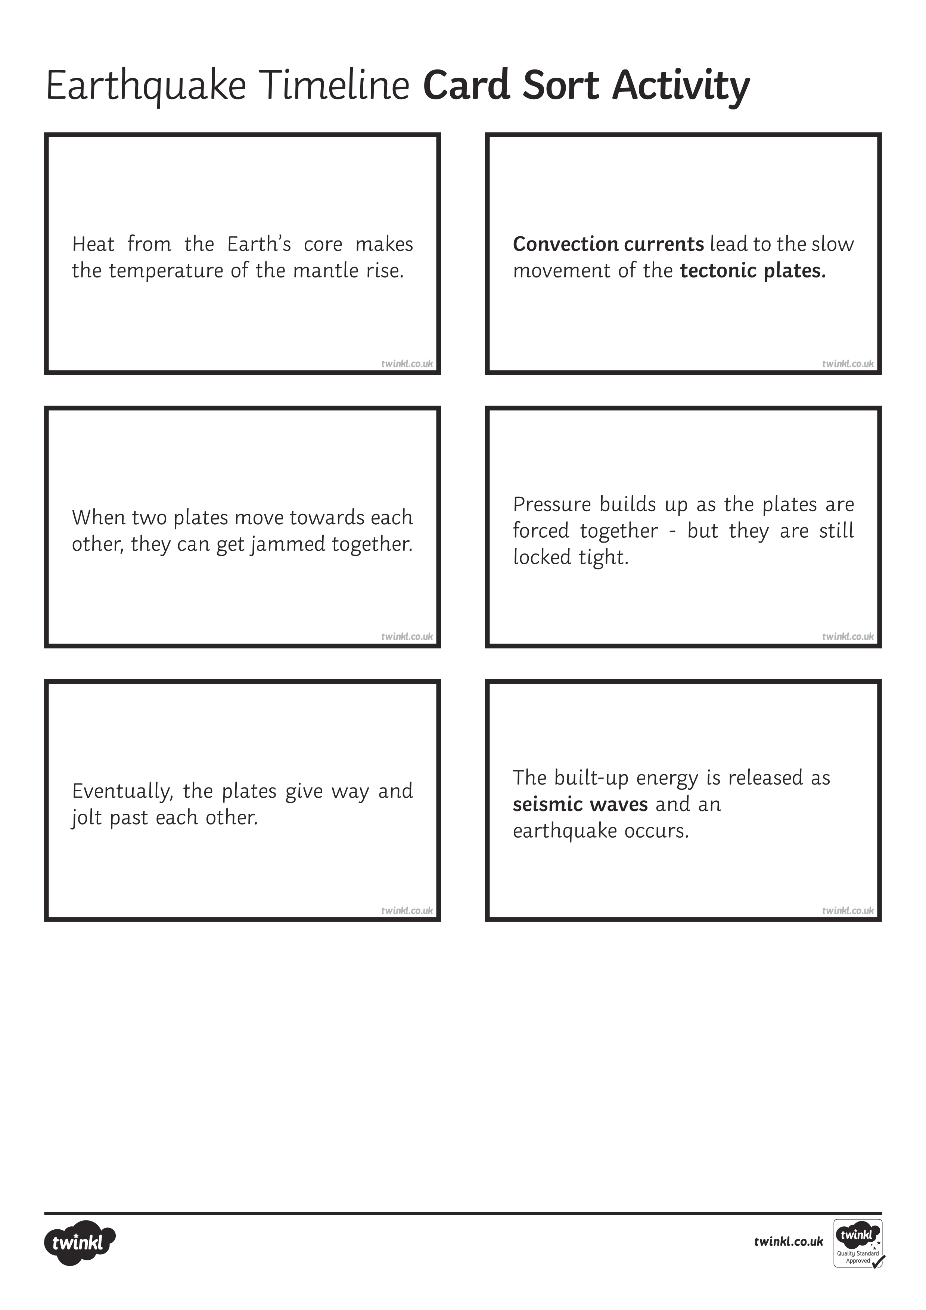 Earthquake Timeline Card Sort Activity
Heat from the Earth's core makes
the temperature of the mantle rise.
twinkl.co.uk
Convection currents lead to the slow
movement of the tectonic plates.
twinkl.co.uk
When two plates move towards each
other, they can get jammed together.
twinkl.co.uk
Pressure builds up as the plates are
forced together - but they are still
locked tight.
twinkl.co.uk
Eventually, the plates give way and
jolt past each other.
twinkl.co.uk
The built-up energy is released as
seismic waves and an
earthquake occurs.
twinkl.co.uk
twinkl
twinkl.co.uk
twinkl
Quality Standard
Approved